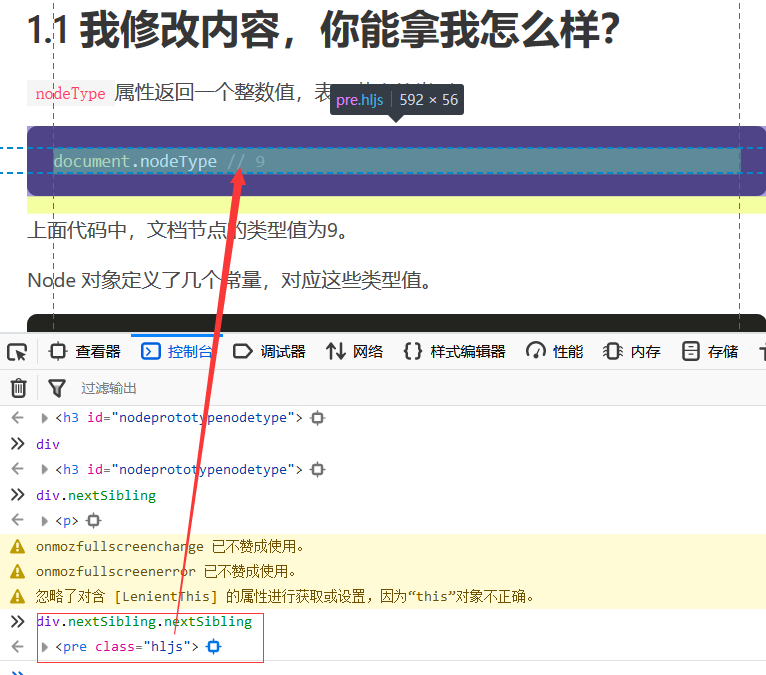 1.1 我修改内容，你能拿我怎么样？
nodeType 属性返回一个整数值，表
pre.hljs 592 × 56
document.nodeType // 9
上面代码中，文档节点的类型值为9。
Node 对象定义了几个常量，对应这些类型值。
查看器 控制台 调试器 网络 {} 样式编辑器 性能 内存 存储
过滤输出
<h3 id="nodeprototypenodetype">
div
<h3 id="nodeprototypenodetype">
div.nextSibling
<p>
onmozfullscreenchange 已不赞成使用。
onmozfullscreenerror 已不赞成使用。
忽略了对含 [LenientThis] 的属性进行获取或设置，因为“this”对象不正确。
div.nextSibling.nextSibling
<pre class="hljs">